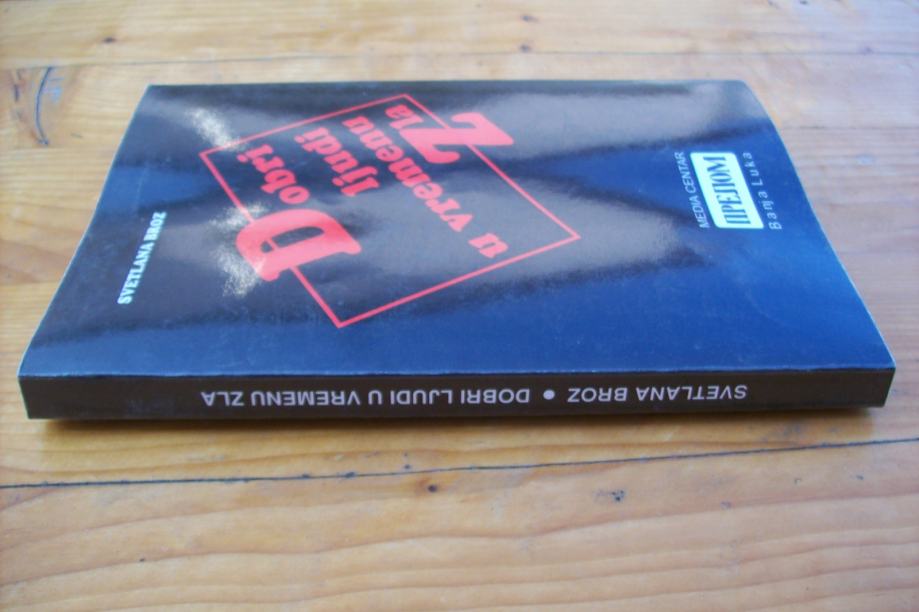 SVETLANA BROZ
Dobri
ljudi
u vremenu
Zla
MEDIA CENTAR
ПРЕЛОМ
Banja Luka
SVETLANA BROZ • DOBRI LJUDI U VREMENU ZLA